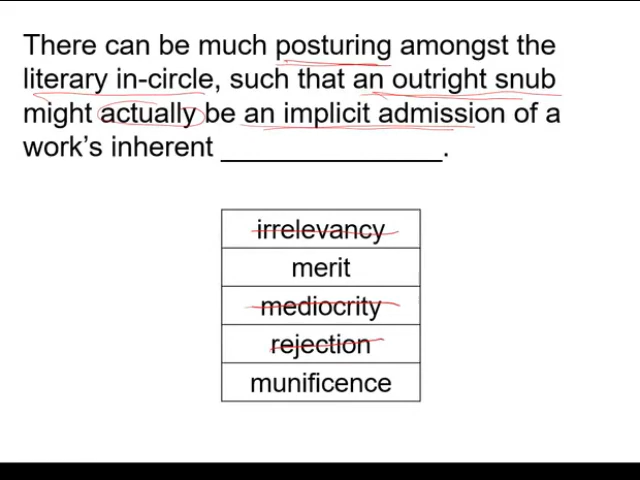 There can be much posturing amongst the
literary in-circle, such that an outright snub
might actually be an implicit admission of a
work’s inherent ________________.
irrelevancy
merit
mediocrity
rejection
munificence